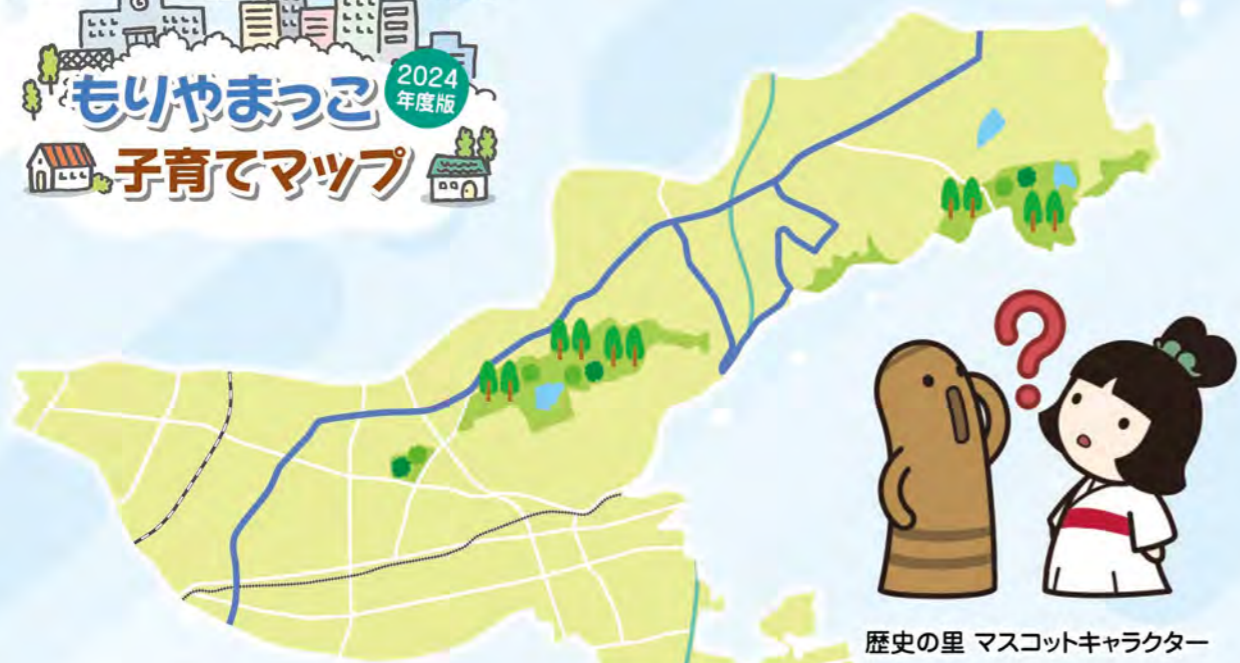 もりやまっこ
2024
年度版
子育てマップ
?
歴史の里 マスコットキャラクター